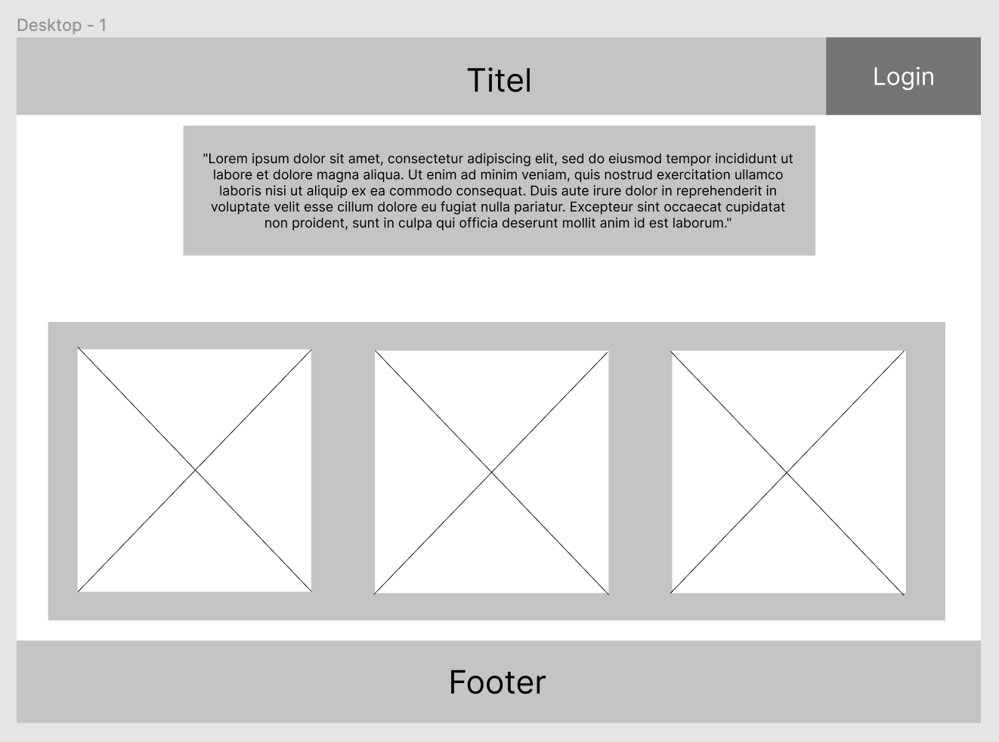 Desktop - 1
Titel
Login
"Lorem ipsum dolor sit amet, consectetur adipiscing elit, sed do eiusmod tempor incididunt ut
labore et dolore magna aliqua. Ut enim ad minim veniam, quis nostrud exercitation ullamco
laboris nisi ut aliquip ex ea commodo consequat. Duis aute irure dolor in reprehenderit in
voluptate velit esse cillum dolore eu fugiat nulla pariatur. Excepteur sint occaecat cupidatat
non proident, sunt in culpa qui officia deserunt mollit anim id est laborum."
Footer